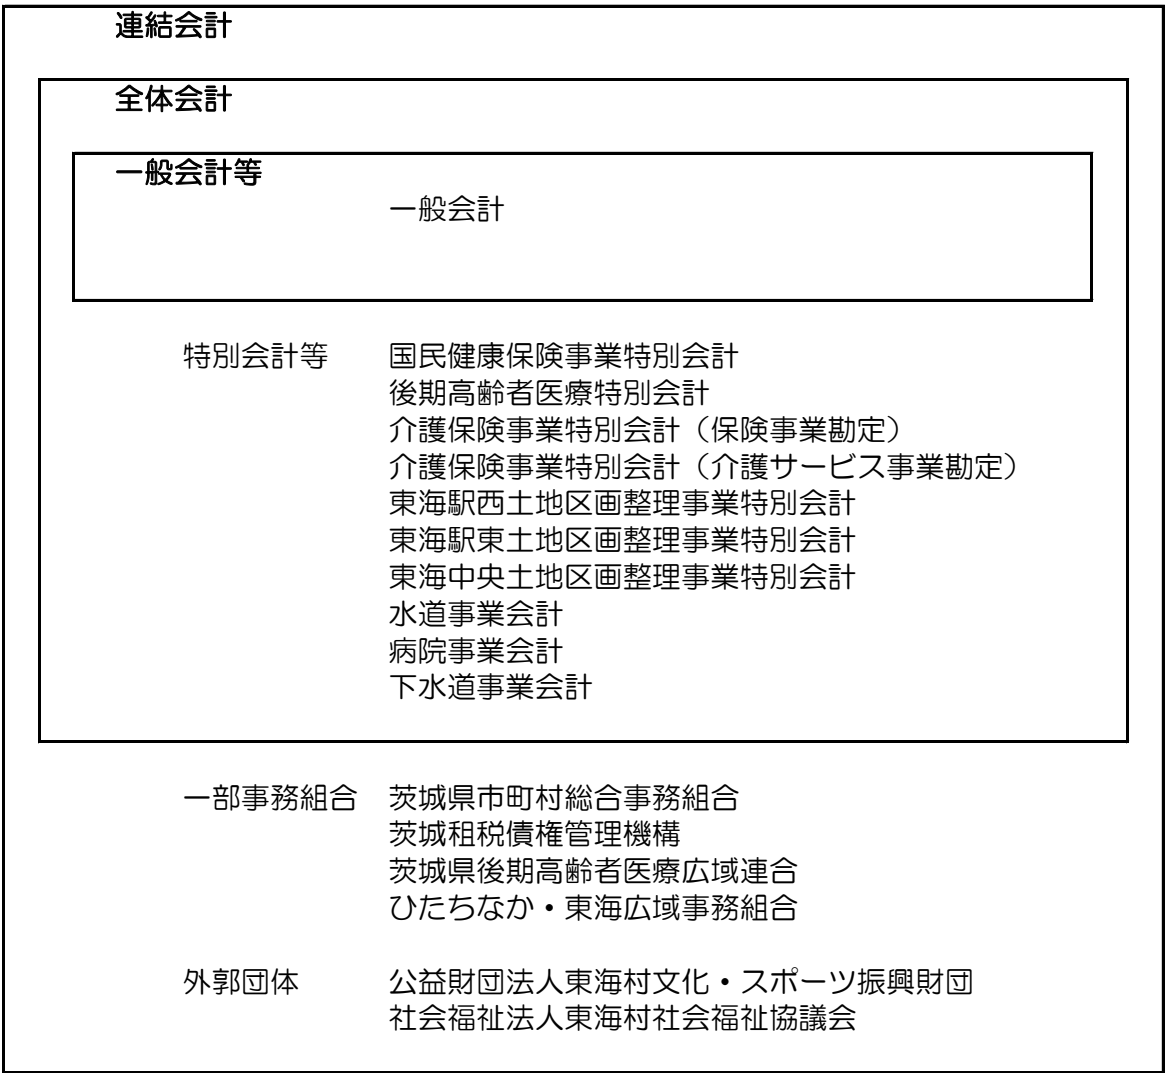 連結会計
全体会計
一般会計等
一般会計
特別会計等 国民健康保険事業特別会計
後期高齢者医療特別会計
介護保険事業特別会計（保険事業勘定）
介護保険事業特別会計（介護サービス事業勘定）
東海駅西土地区画整理事業特別会計
東海駅東土地区画整理事業特別会計
東海中央土地区画整理事業特別会計
水道事業会計
病院事業会計
下水道事業会計
一部事務組合 茨城県市町村総合事務組合
茨城租税債権管理機構
茨城県後期高齢者医療広域連合
ひたちなか・東海広域事務組合
外郭団体 公益財団法人東海村文化・スポーツ振興財団
社会福祉法人東海村社会福祉協議会